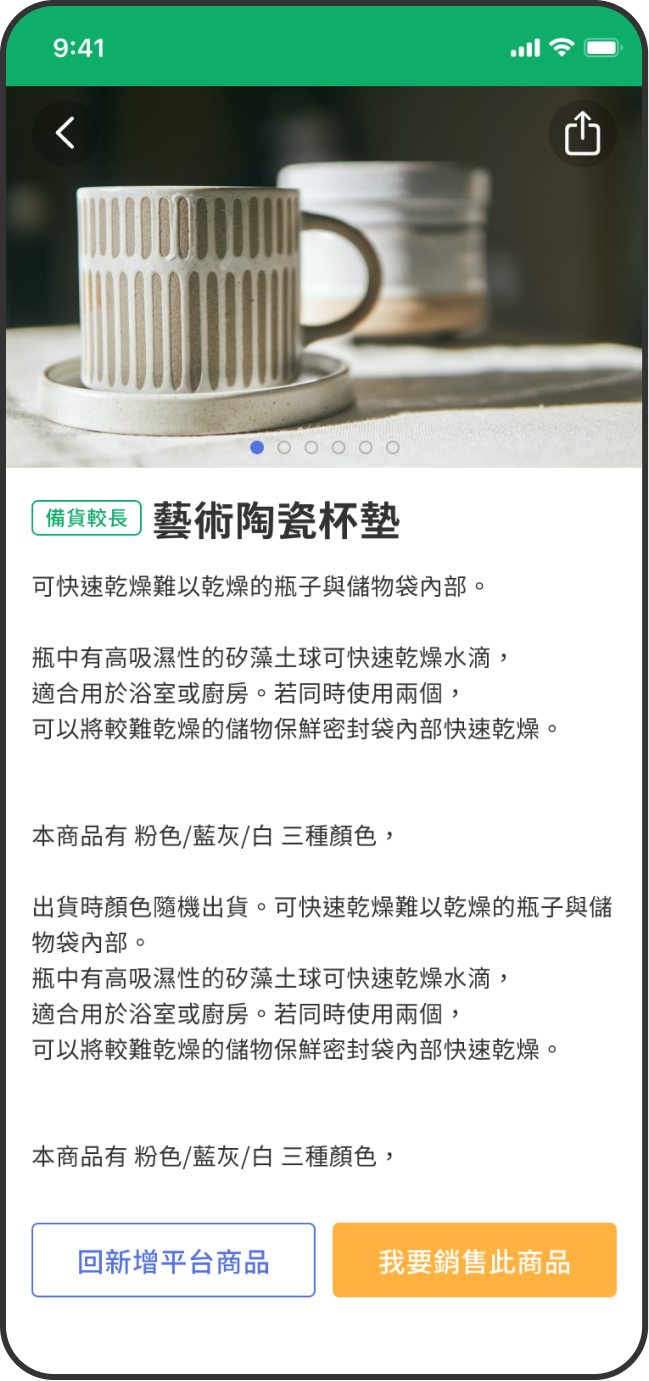 9:41
備貨較長
藝術陶瓷杯墊
可快速乾燥難以乾燥的瓶子與儲物袋內部。
瓶中有高吸濕性的矽藻土球可快速乾燥水滴，
適合用於浴室或廚房。若同時使用兩個，
可以將較難乾燥的儲物保鮮密封袋內部快速乾燥。
本商品有 粉色/藍灰/白 三種顏色，
出貨時顏色隨機出貨。可快速乾燥難以乾燥的瓶子與儲
物袋內部。
瓶中有高吸濕性的矽藻土球可快速乾燥水滴，
適合用於浴室或廚房。若同時使用兩個，
可以將較難乾燥的儲物保鮮密封袋內部快速乾燥。
本商品有 粉色/藍灰/白 三種顏色，
回新增平台商品
我要銷售此商品